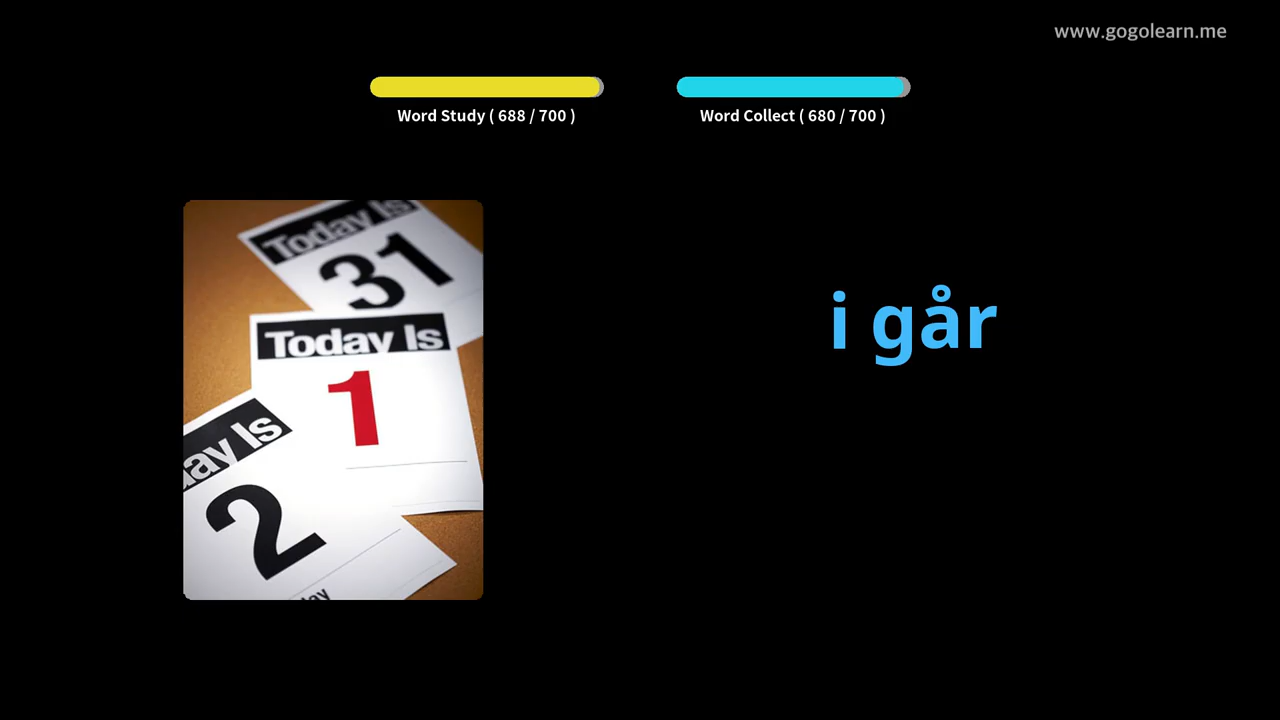 www.gogolearn.me
Word Study ( 688 / 700 )
Word Collect ( 680 / 700 )
Today Is
31
Today Is
1
i går
ay Is
2